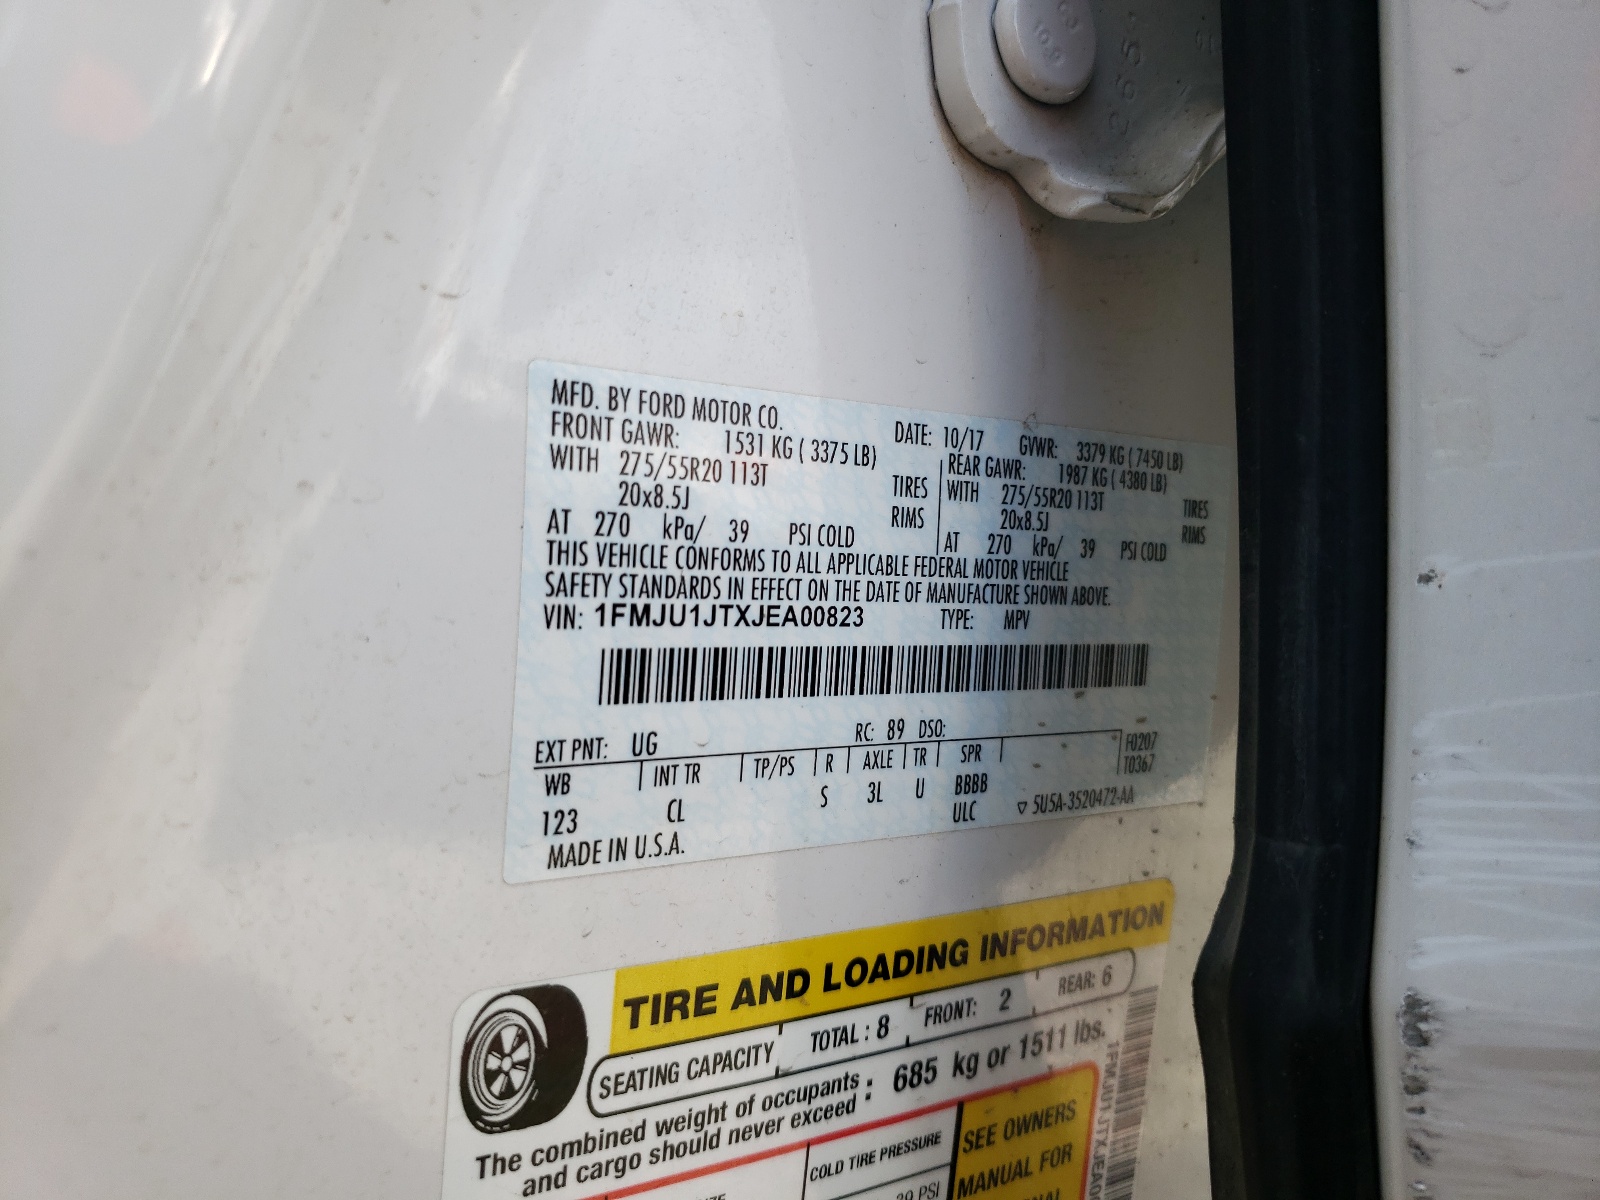 MFD. BY FORD MOTOR CO. DATE: 10/17 GVWR: 3379 KG ( 7450 LB)
FRONT GAWR: 1531 KG ( 3375 LB) REAR GAWR: 1987 KG ( 4380 LB)
WITH 275/55R20 113T TIRES WITH 275/55R20 113T TIRES
20x8.5J RIMS 20x8.5J RIMS
AT 270 kPa/ 39 PSI COLD AT 270 kPa/ 39 PSI COLD
THIS VEHICLE CONFORMS TO ALL APPLICABLE FEDERAL MOTOR VEHICLE
SAFETY STANDARDS IN EFFECT ON THE DATE OF MANUFACTURE SHOWN ABOVE.
VIN: 1FMJU1JTXJEA00823 TYPE: MPV
EXT PNT: UG RC: 89 DSO:
WB INT TR TP/PS R AXLE TR SPR F0207
T0367
123 CL S 3L U BBBB
ULC ▽ 5U5A-3520472-AA
MADE IN U.S.A.
TIRE AND LOADING INFORMATION
SEATING CAPACITY TOTAL : 8 FRONT: 2 REAR: 6
The combined weight of occupants
and cargo should never exceed : 685 kg or 1511 lbs.
COLD TIRE PRESSURE
SEE OWNERS
MANUAL FOR
PSI
1FMJU1JTXJEA0